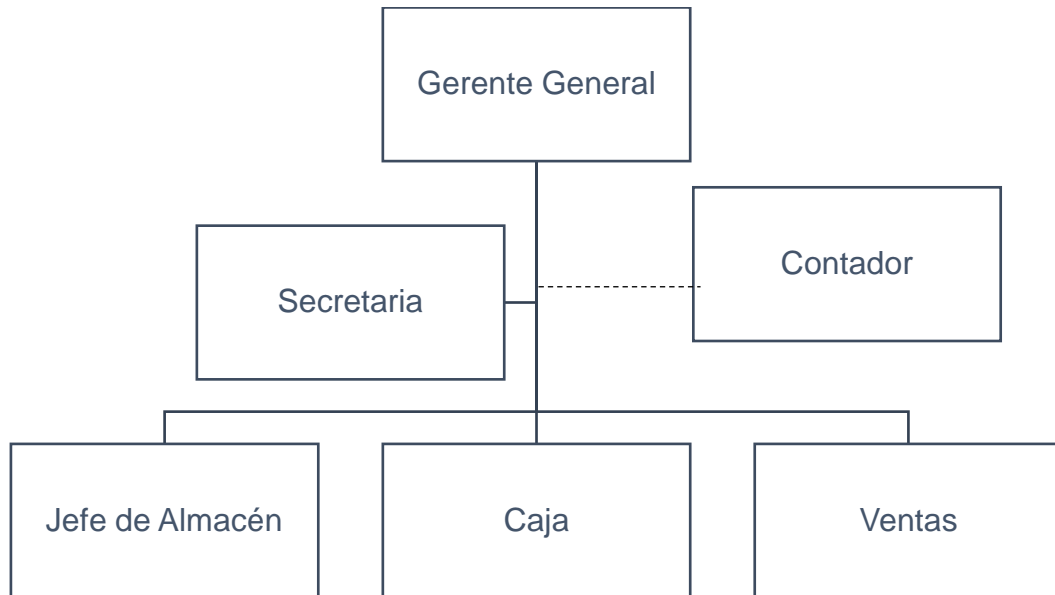 Gerente General
Contador
Secretaria
Jefe de Almacén
Caja
Ventas